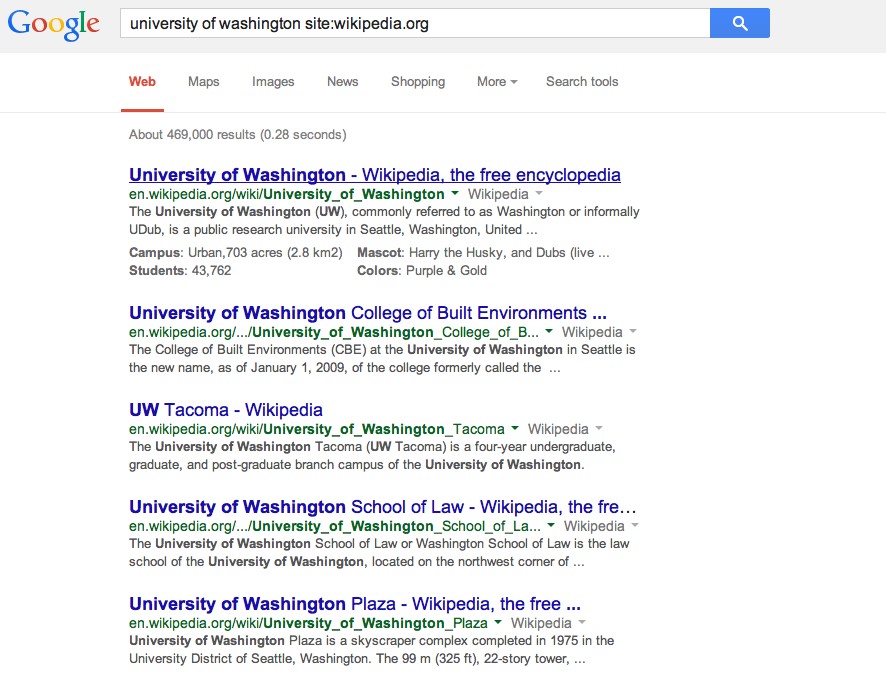 Google
university of washington site:wikipedia.org
Web Maps Images News Shopping More Search tools
About 469,000 results (0.28 seconds)
University of Washington - Wikipedia, the free encyclopedia
en.wikipedia.org/wiki/University_of_Washington Wikipedia
The University of Washington (UW), commonly referred to as Washington or informally
UDub, is a public research university in Seattle, Washington, United ...
Campus: Urban,703 acres (2.8 km2) Mascot: Harry the Husky, and Dubs (live ...
Students: 43,762 Colors: Purple & Gold
University of Washington College of Built Environments ...
en.wikipedia.org/.../University_of_Washington_College_of_B... Wikipedia
The College of Built Environments (CBE) at the University of Washington in Seattle is
the new name, as of January 1, 2009, of the college formerly called the ...
UW Tacoma - Wikipedia
en.wikipedia.org/wiki/University_of_Washington_Tacoma Wikipedia
The University of Washington Tacoma (UW Tacoma) is a four-year undergraduate,
graduate, and post-graduate branch campus of the University of Washington.
University of Washington School of Law - Wikipedia, the fre...
en.wikipedia.org/.../University_of_Washington_School_of_La... Wikipedia
The University of Washington School of Law or Washington School of Law is the law
school of the University of Washington, located on the northwest corner of ...
University of Washington Plaza - Wikipedia, the free ...
en.wikipedia.org/wiki/University_of_Washington_Plaza Wikipedia
University of Washington Plaza is a skyscraper complex completed in 1975 in the
University District of Seattle, Washington. The 99 m (325 ft), 22-story tower, ...